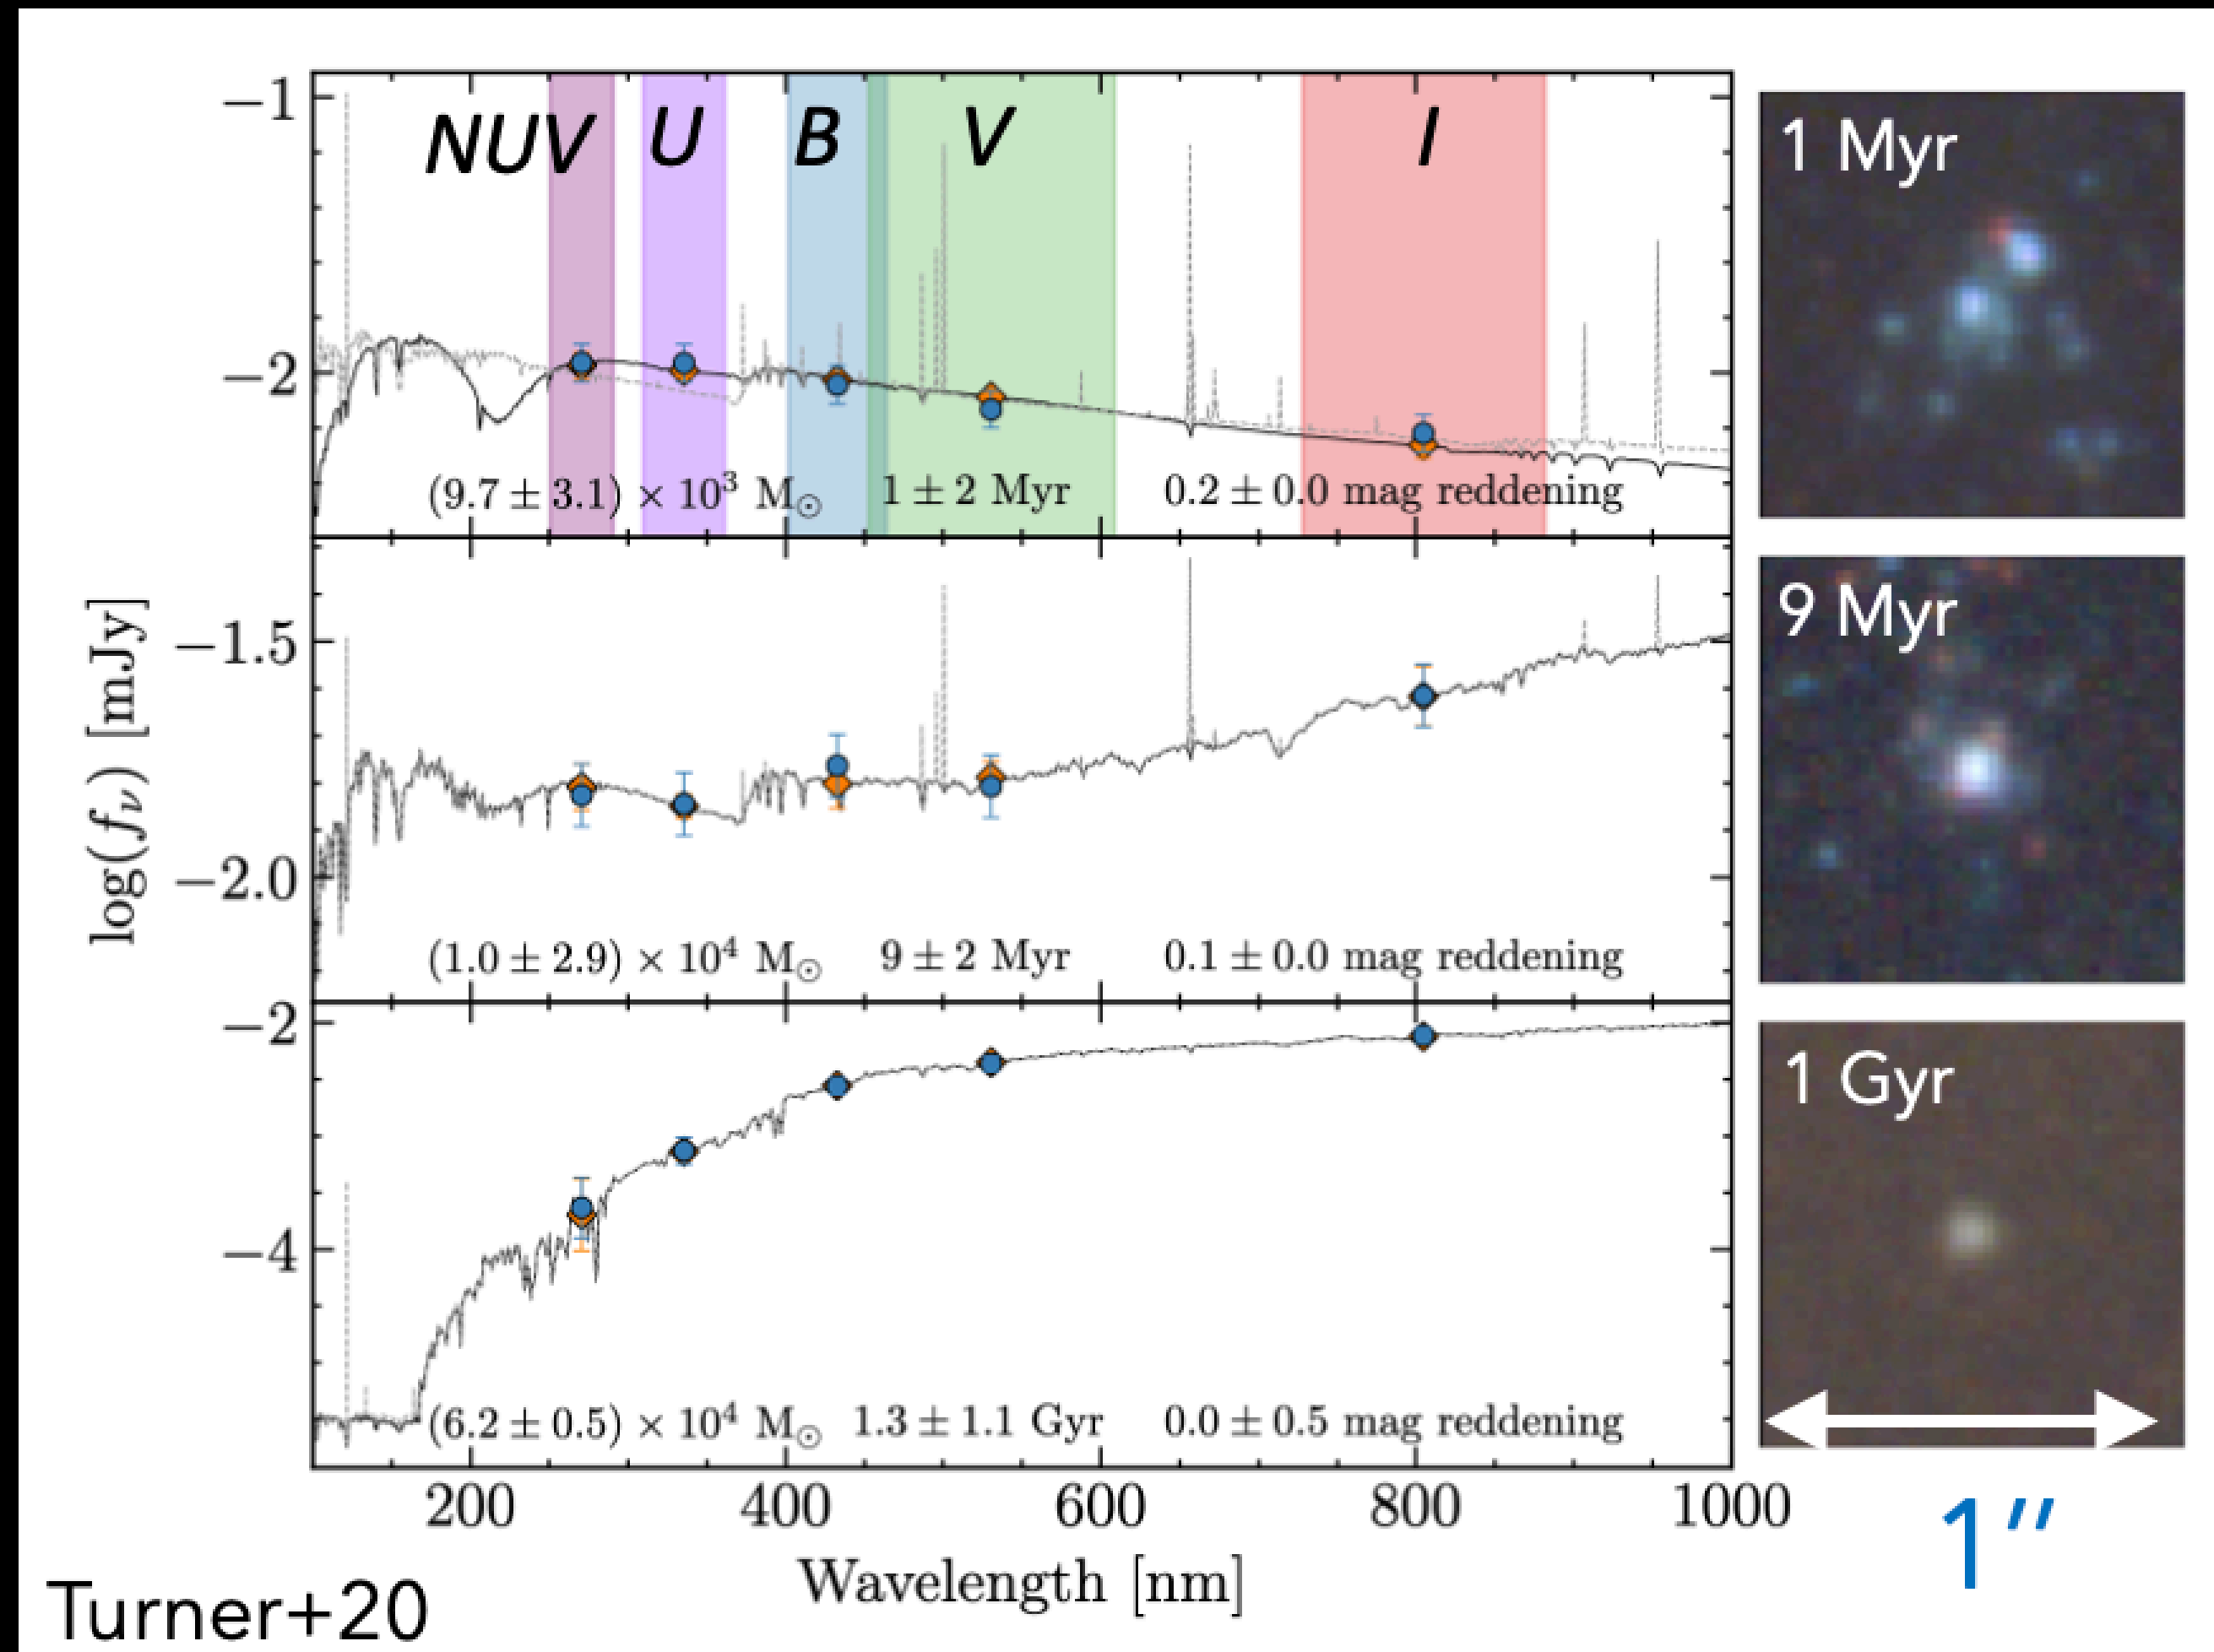 NUV U B V I
−1
−2
(9.7 ± 3.1) × 10³ M☉ 1 ± 2 Myr 0.2 ± 0.0 mag reddening
1 Myr
log(fν) [mJy]
−1.5
−2.0
(1.0 ± 2.9) × 10⁴ M☉ 9 ± 2 Myr 0.1 ± 0.0 mag reddening
9 Myr
−2
−4
(6.2 ± 0.5) × 10⁴ M☉ 1.3 ± 1.1 Gyr 0.0 ± 0.5 mag reddening
1 Gyr
200 400 600 800 1000
Wavelength [nm]
1″
Turner+20